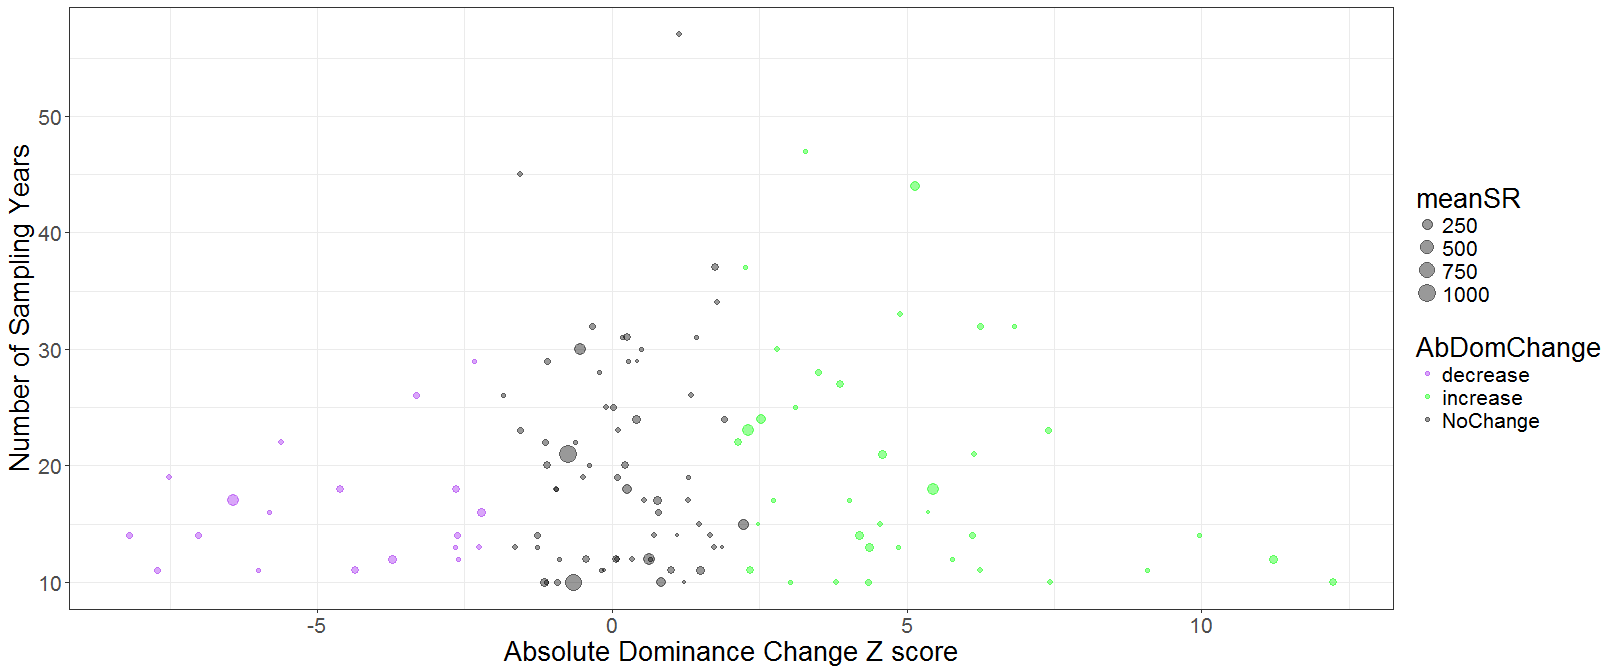 50
40
30
20
10
Number of Sampling Years
-5
0
5
10
Absolute Dominance Change Z score
meanSR
250
500
750
1000
AbDomChange
decrease
increase
NoChange